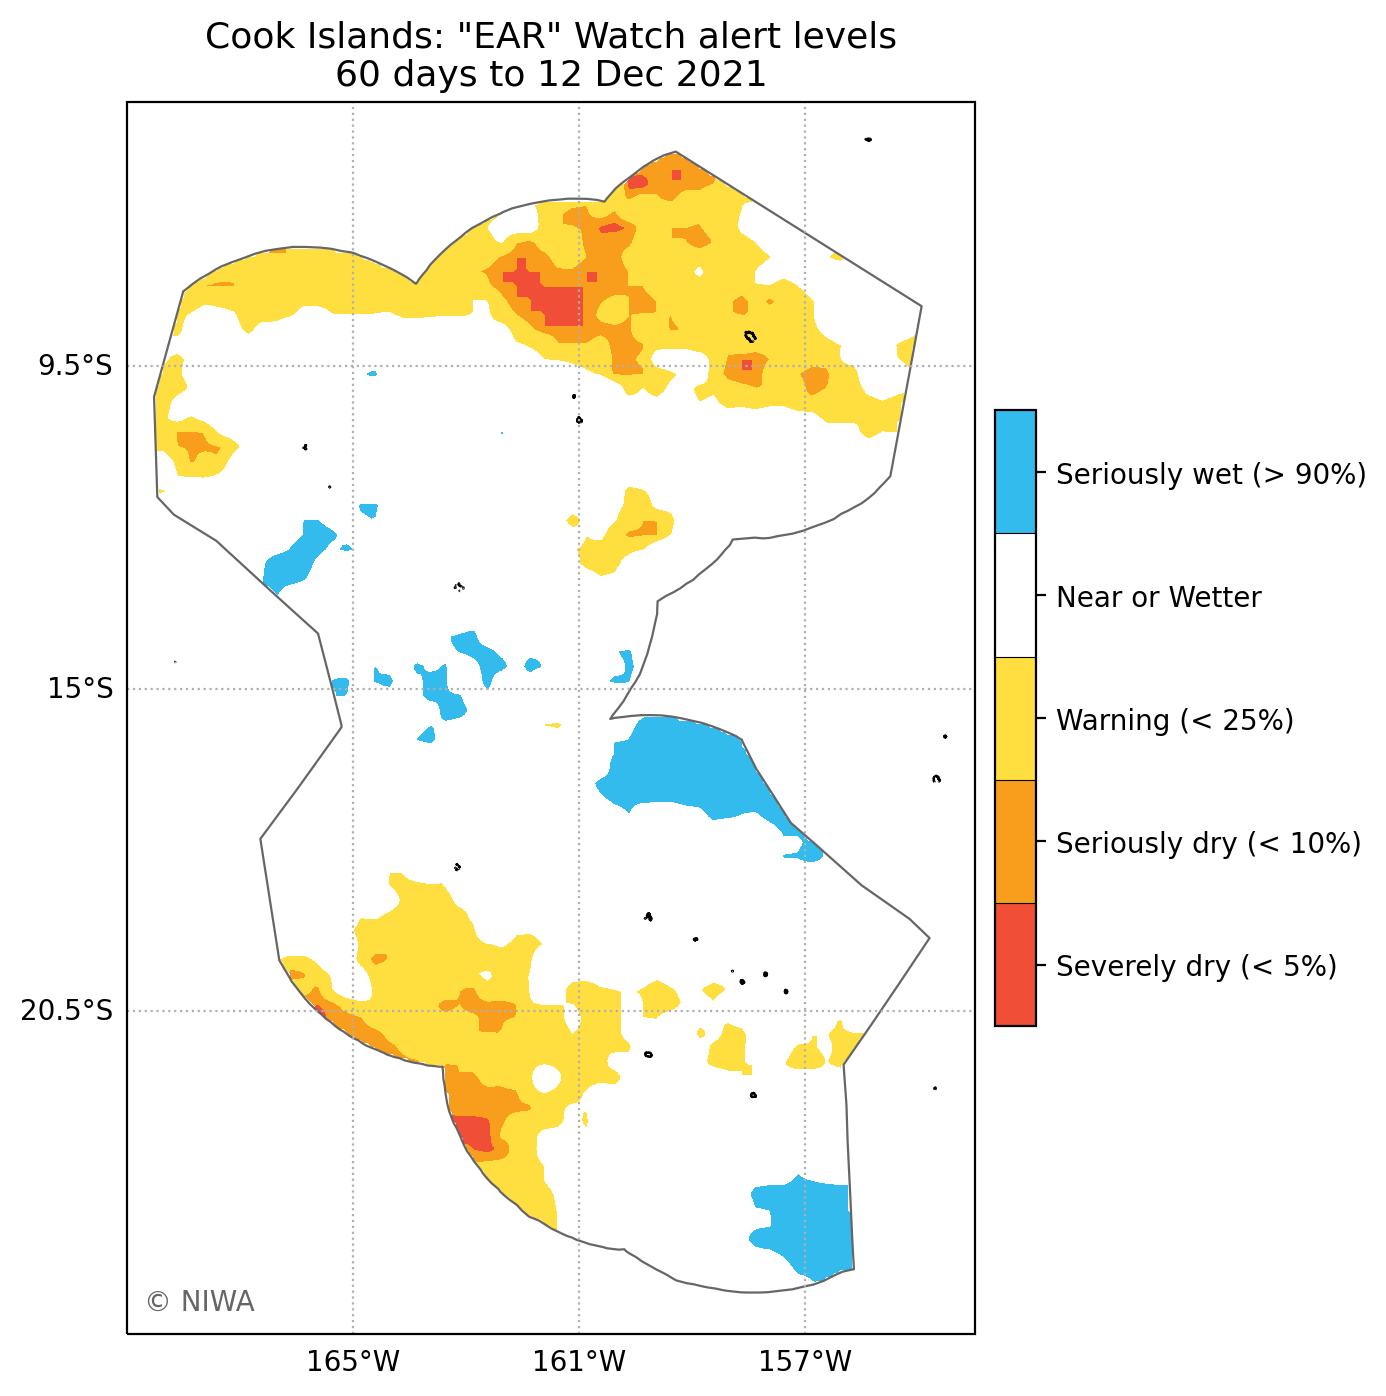 Cook Islands: "EAR" Watch alert levels
60 days to 12 Dec 2021
9.5°S
15°S
20.5°S
165°W
161°W
157°W
Seriously wet (> 90%)
Near or Wetter
Warning (< 25%)
Seriously dry (< 10%)
Severely dry (< 5%)
© NIWA